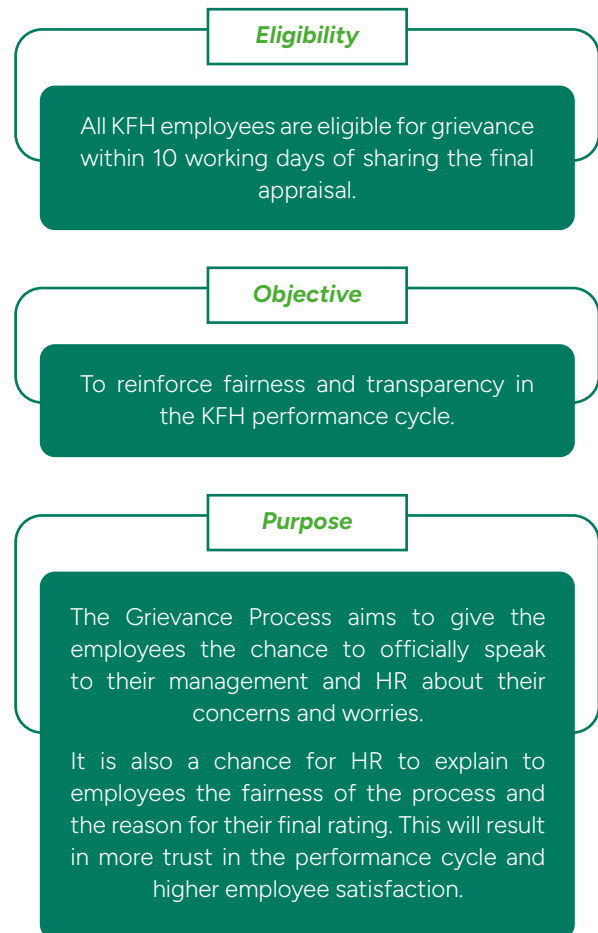 Eligibility
All KFH employees are eligible for grievance
within 10 working days of sharing the final
appraisal.
Objective
To reinforce fairness and transparency in
the KFH performance cycle.
Purpose
The Grievance Process aims to give the
employees the chance to officially speak
to their management and HR about their
concerns and worries.
It is also a chance for HR to explain to
employees the fairness of the process and
the reason for their final rating. This will result
in more trust in the performance cycle and
higher employee satisfaction.